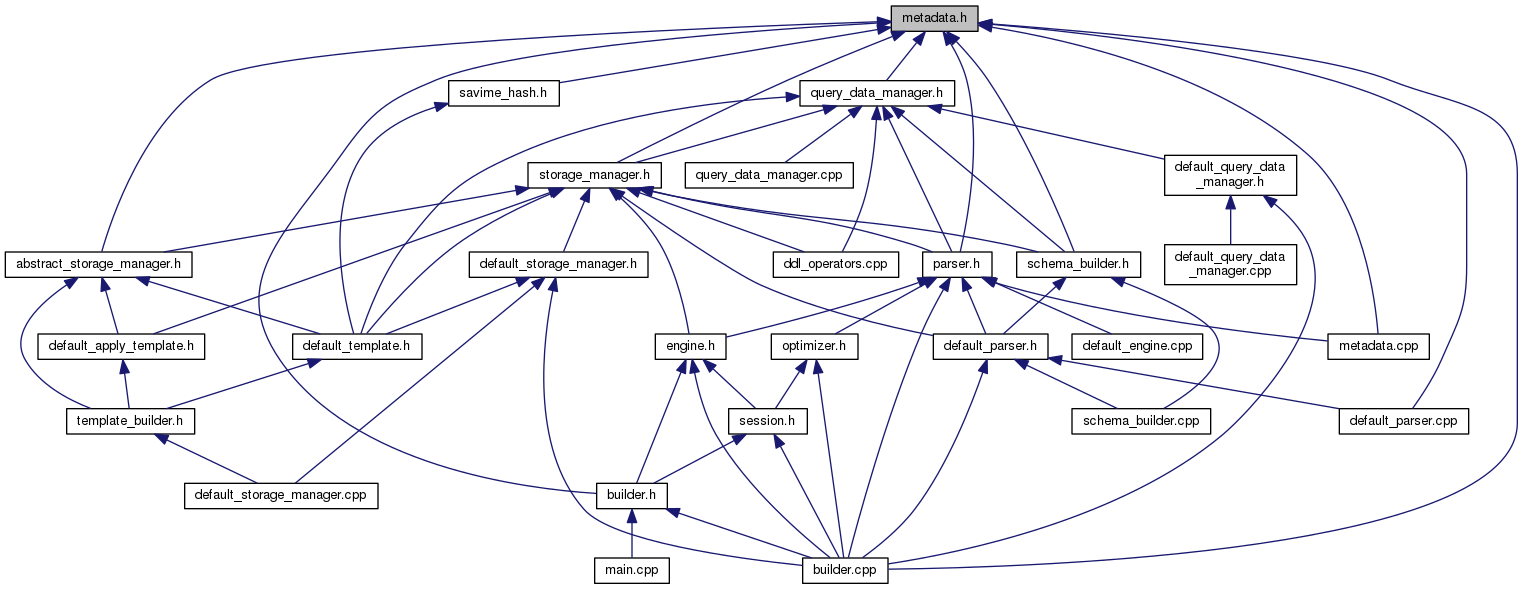 metadata.h
savime_hash.h
query_data_manager.h
storage_manager.h
query_data_manager.cpp
default_query_data
_manager.h
abstract_storage_manager.h
default_storage_manager.h
ddl_operators.cpp
parser.h
schema_builder.h
default_query_data
_manager.cpp
default_apply_template.h
default_template.h
engine.h
optimizer.h
default_parser.h
default_engine.cpp
metadata.cpp
template_builder.h
session.h
schema_builder.cpp
default_parser.cpp
default_storage_manager.cpp
builder.h
main.cpp
builder.cpp